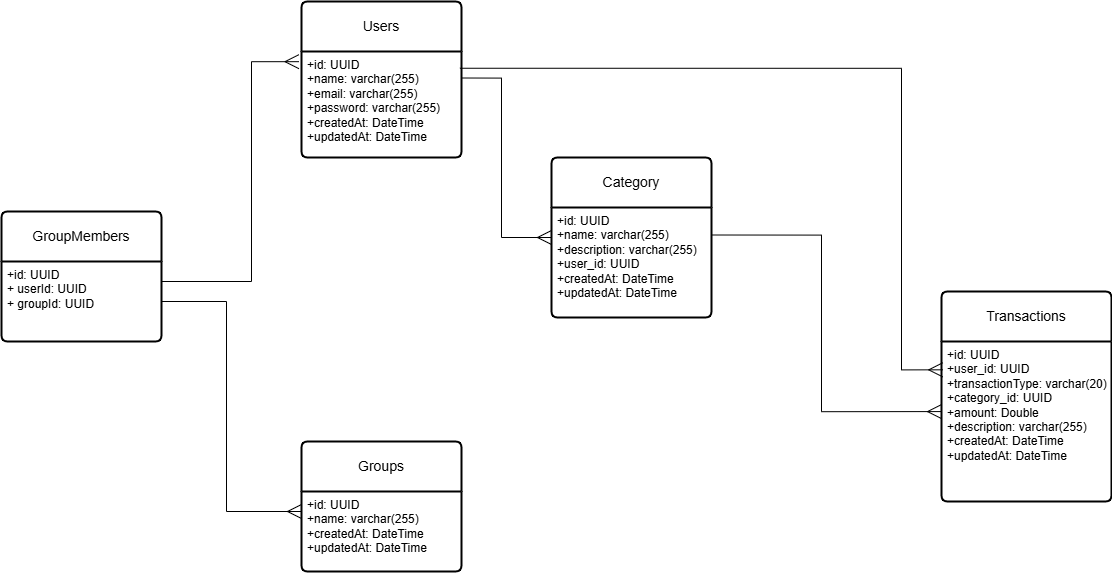 Users
+id: UUID
+name: varchar(255)
+email: varchar(255)
+password: varchar(255)
+createdAt: DateTime
+updatedAt: DateTime
Category
+id: UUID
+name: varchar(255)
+description: varchar(255)
+user_id: UUID
+createdAt: DateTime
+updatedAt: DateTime
GroupMembers
+id: UUID
+ userId: UUID
+ groupId: UUID
Transactions
+id: UUID
+user_id: UUID
+transactionType: varchar(20)
+category_id: UUID
+amount: Double
+description: varchar(255)
+createdAt: DateTime
+updatedAt: DateTime
Groups
+id: UUID
+name: varchar(255)
+createdAt: DateTime
+updatedAt: DateTime